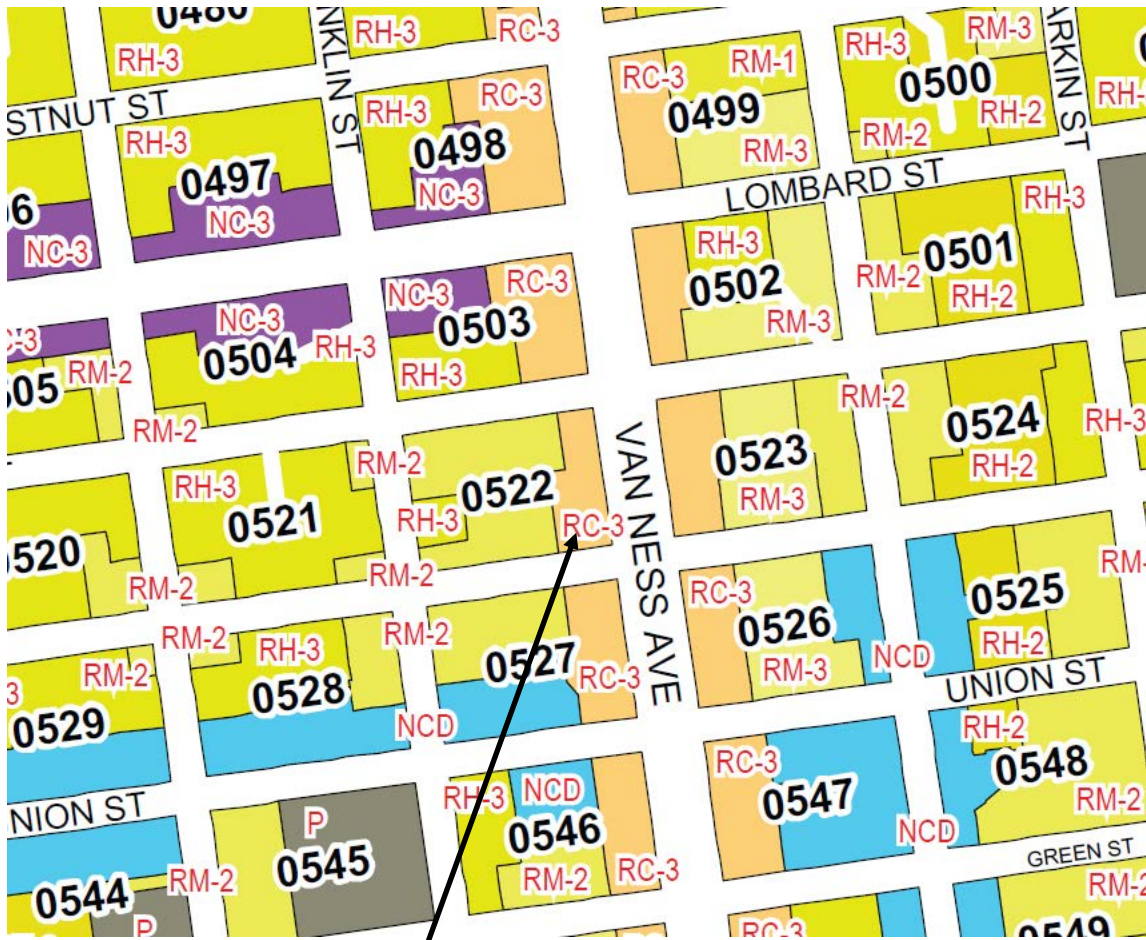 0480
RH-3
NKLIN ST
RH-3
RC-3
RC-3
RM-1
RH-3
RM-3
0500
ARKIN ST
RH-
STNUT ST
RH-3
RH-3
RC-3
0499
RM-3
RM-2
RH-2
0497
NC-3
0498
NC-3
LOMBARD ST
6
NC-3
NC-3
RC-3
RH-3
0502
RM-3
RM-2
0501
RH-2
RH-3
C-3
NC-3
0504
RH-3
0503
RH-3
505
RM-2
RM-2
RM-2
0524
RH-2
RH-3
RH-3
RM-2
0522
RH-3
RC-3
VAN NESS AVE
0523
RM-3
0521
0520
RM-2
RM-2
RC-3
0526
RM-3
NCD
0525
RH-2
RM-
RM-2
RH-3
RM-2
0527
RC-3
UNION ST
RM-2
0528
3
0529
NCD
RC-3
0547
NCD
RH-2
0548
RM-2
NION ST
P
0545
RH-3
NCD
0546
RM-2
RC-3
GREEN ST
0544
RM-2
P
RC-3
RM-2
0549